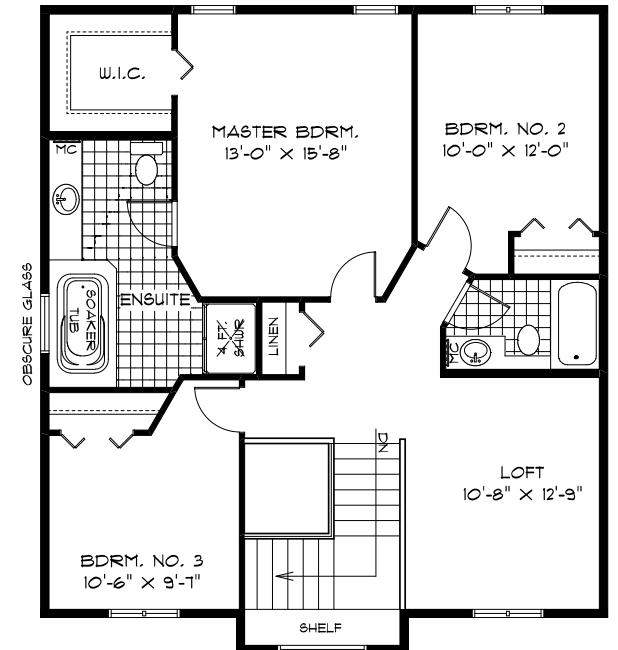 W.I.C.
MASTER BDRM.
13'-0" X 15'-8"
BDRM. NO. 2
10'-0" X 12'-0"
MC
OBSCURE GLASS
SOAKER
TUB
ENSUITE
4 FT.
SHWR
LINEN
MC
DN
LOFT
10'-8" X 12'-9"
BDRM. NO. 3
10'-6" X 9'-7"
SHELF